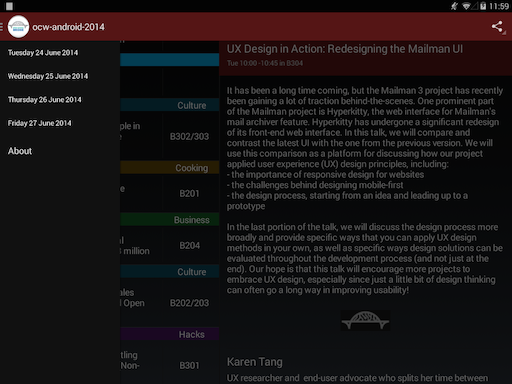 11:59
ocw-android-2014
Tuesday 24 June 2014
Wednesday 25 June 2014
Thursday 26 June 2014
Friday 27 June 2014
About
Culture
ple in
B302/303
Cooking
B201
Business
B204
3 million
Culture
ales
d Open
B202/203
Hacks
tling
Non-
B301
UX Design in Action: Redesigning the Mailman UI
Tue 10:00 -10:45 in B304
It has been a long time coming, but the Mailman 3 project has recently
been gaining a lot of traction behind-the-scenes. One prominent part
of the Mailman project is Hyperkitty, the web interface for Mailman's
mail archiver feature. Hyperkitty has undergone a significant redesign
of its front-end web interface. In this talk, we will compare and
contrast the latest UI with the one from the previous version. We will
use this comparison as a platform for discussing how our project
applied user experience (UX) design principles, including:
- the importance of responsive design for websites
- the challenges behind designing mobile-first
- the design process, starting from an idea and leading up to a
prototype
In the last portion of the talk, we will discuss the design process more
broadly and provide specific ways that you can apply UX design
methods in your own, as well as specific ways design solutions can be
evaluated throughout the development process (and not just at the
end). Our hope is that this talk will encourage more projects to
embrace UX design, especially since just a little bit of design thinking
can often go a long way in improving usability!
Karen Tang
UX researcher and end-user advocate who splits her time between